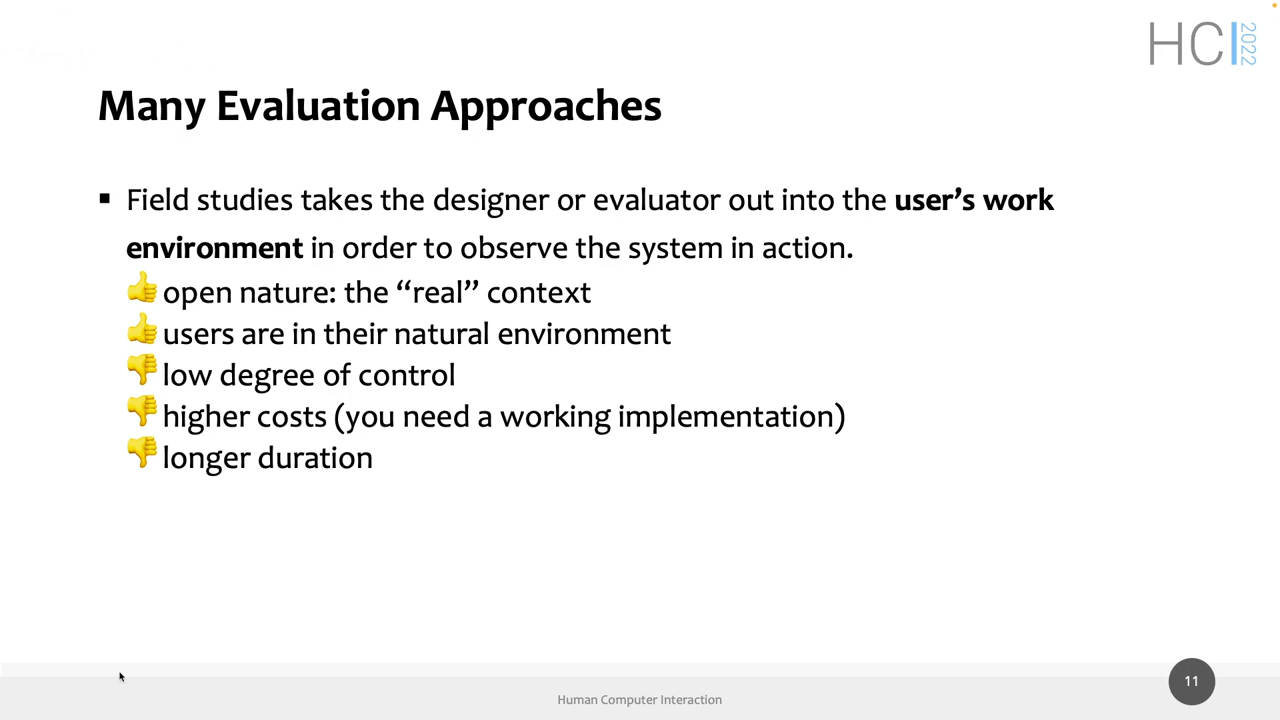 HCI 2022
Many Evaluation Approaches
▪ Field studies takes the designer or evaluator out into the user’s work
environment in order to observe the system in action.
👍 open nature: the “real” context
👍 users are in their natural environment
👎 low degree of control
👎 higher costs (you need a working implementation)
👎 longer duration
Human Computer Interaction
11